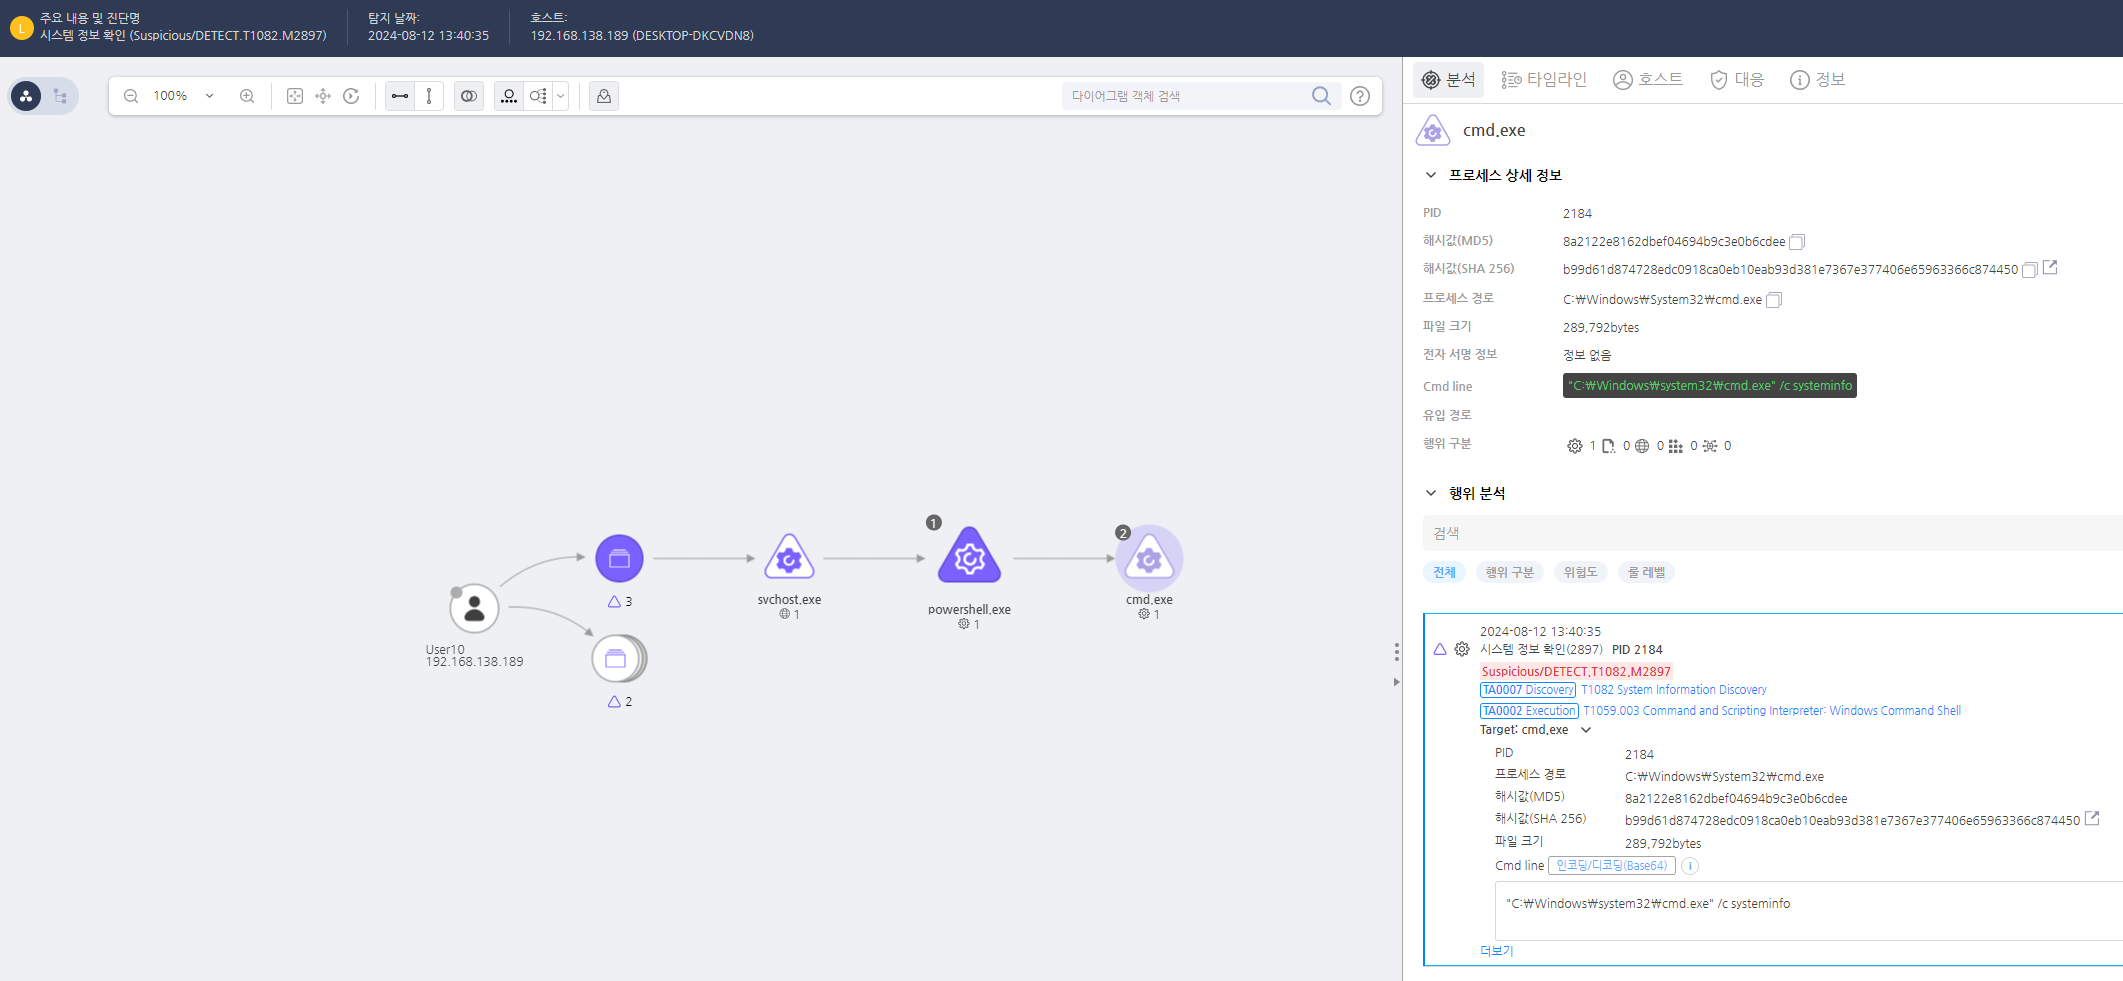 L
주요 내용 및 진단명
시스템 정보 확인 (Suspicious/DETECT.T1082.M2897)
탐지 날짜:
2024-08-12 13:40:35
호스트:
192.168.138.189 (DESKTOP-DKCVDN8)
100%
다이어그램 객체 검색
?
User10
192.168.138.189
3
2
svchost.exe
1
1
powershell.exe
1
2
cmd.exe
1
분석
타임라인
호스트
대응
정보
cmd.exe
프로세스 상세 정보
PID 2184
해시값(MD5) 8a2122e8162dbef04694b9c3e0b6cdee
해시값(SHA 256) b99d61d874728edc0918ca0eb10eab93d381e7367e377406e65963366c874450
프로세스 경로 C:₩Windows₩System32₩cmd.exe
파일 크기 289,792bytes
전자 서명 정보 정보 없음
Cmd line "C:₩Windows₩system32₩cmd.exe" /c systeminfo
유입 경로
행위 구분 1 0 0 0 0
행위 분석
검색
전체 행위 구분 위험도 룰 레벨
2024-08-12 13:40:35
시스템 정보 확인(2897) PID 2184
Suspicious/DETECT.T1082.M2897
TA0007 Discovery T1082 System Information Discovery
TA0002 Execution T1059.003 Command and Scripting Interpreter: Windows Command Shell
Target: cmd.exe
PID 2184
프로세스 경로 C:₩Windows₩System32₩cmd.exe
해시값(MD5) 8a2122e8162dbef04694b9c3e0b6cdee
해시값(SHA 256) b99d61d874728edc0918ca0eb10eab93d381e7367e377406e65963366c874450
파일 크기 289,792bytes
Cmd line 인코딩/디코딩(Base64) i
"C:₩Windows₩system32₩cmd.exe" /c systeminfo
더보기